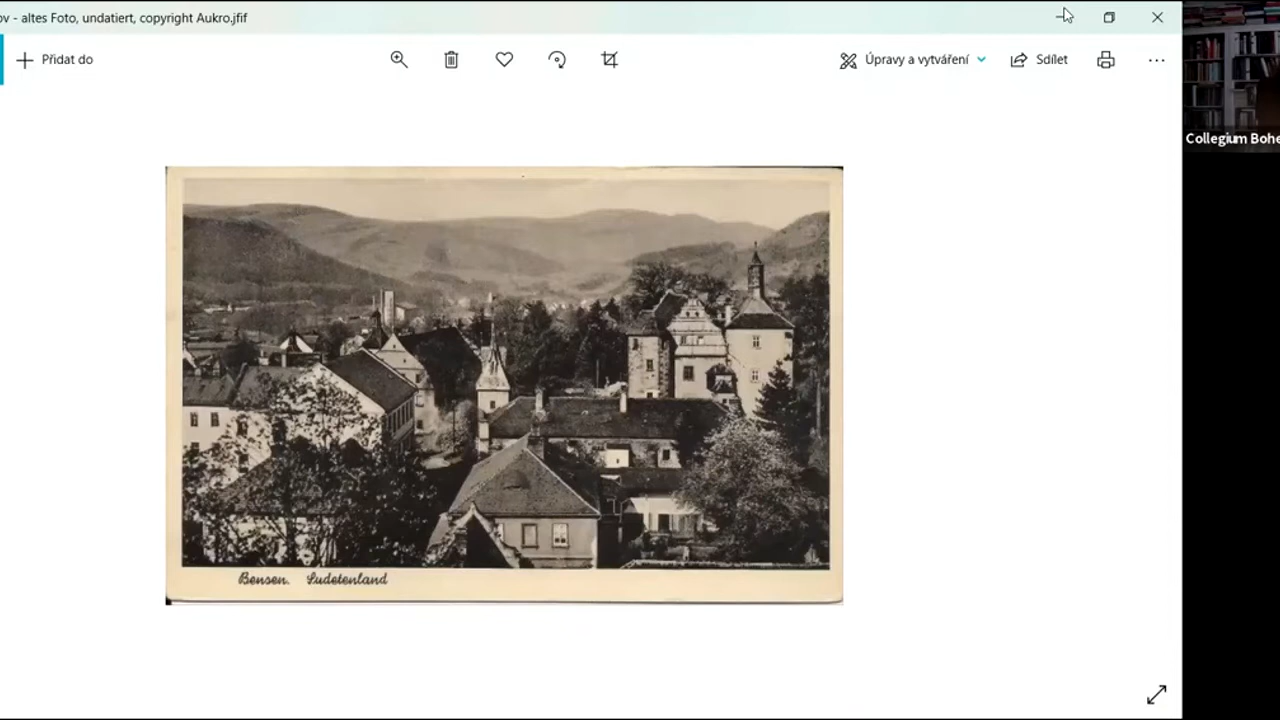 ov - altes Foto, undatiert, copyright Aukro.jfif
Přidat do
Úpravy a vytváření
Sdílet
Collegium Bohe
Bensen. Sudetenland